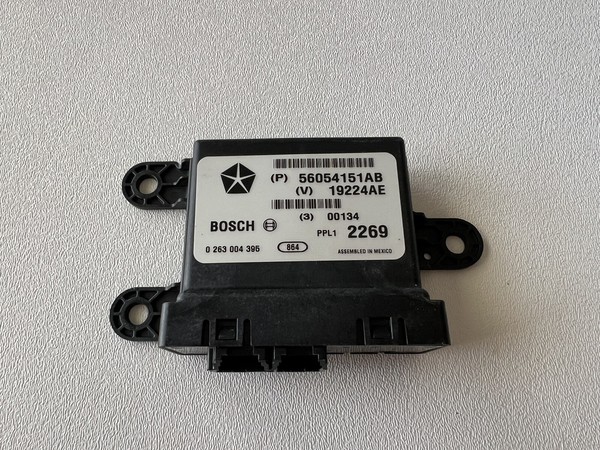 (P) 56054151AB
(V) 19224AE
(3) 00134
BOSCH PPL1 2269
0 263 004 395 864 ASSEMBLED IN MEXICO